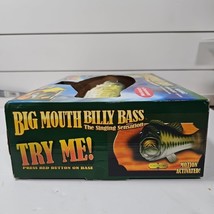 BIG MOUTH BILLY BASS
The Singing Sensation
TRY ME!
PRESS RED BUTTON ON BASE
MOTION
ACTIVATED!